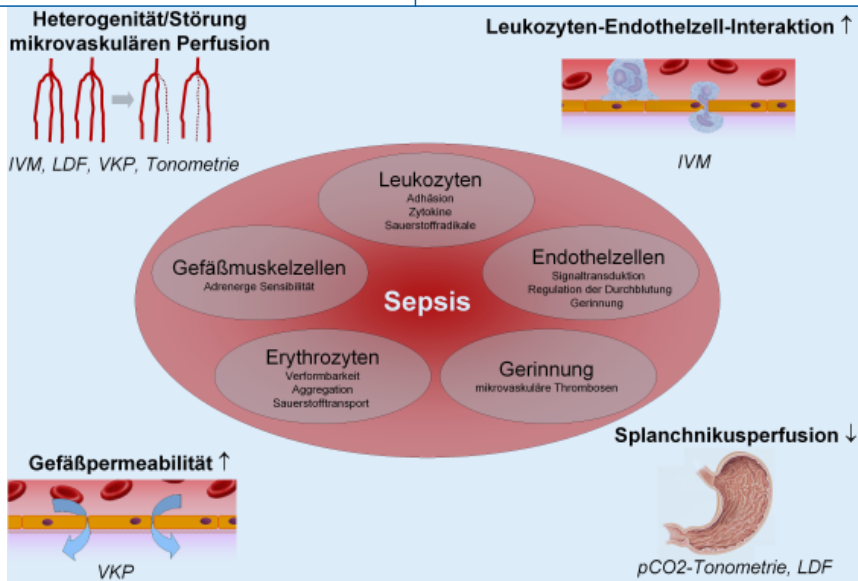 Heterogenität/Störung
mikrovaskulären Perfusion
IVM, LDF, VKP, Tonometrie
Leukozyten-Endothelzell-Interaktion ↑
IVM
Leukozyten
Adhäsion
Zytokine
Sauerstoffradikale
Gefäßmuskelzellen
Adrenerge Sensibilität
Endothelzellen
Signaltransduktion
Regulation der Durchblutung
Gerinnung
Sepsis
Erythrozyten
Verformbarkeit
Aggregation
Sauerstofftransport
Gerinnung
mikrovaskuläre Thrombosen
Gefäßpermeabilität ↑
VKP
Splanchnikusperfusion ↓
pCO2-Tonometrie, LDF